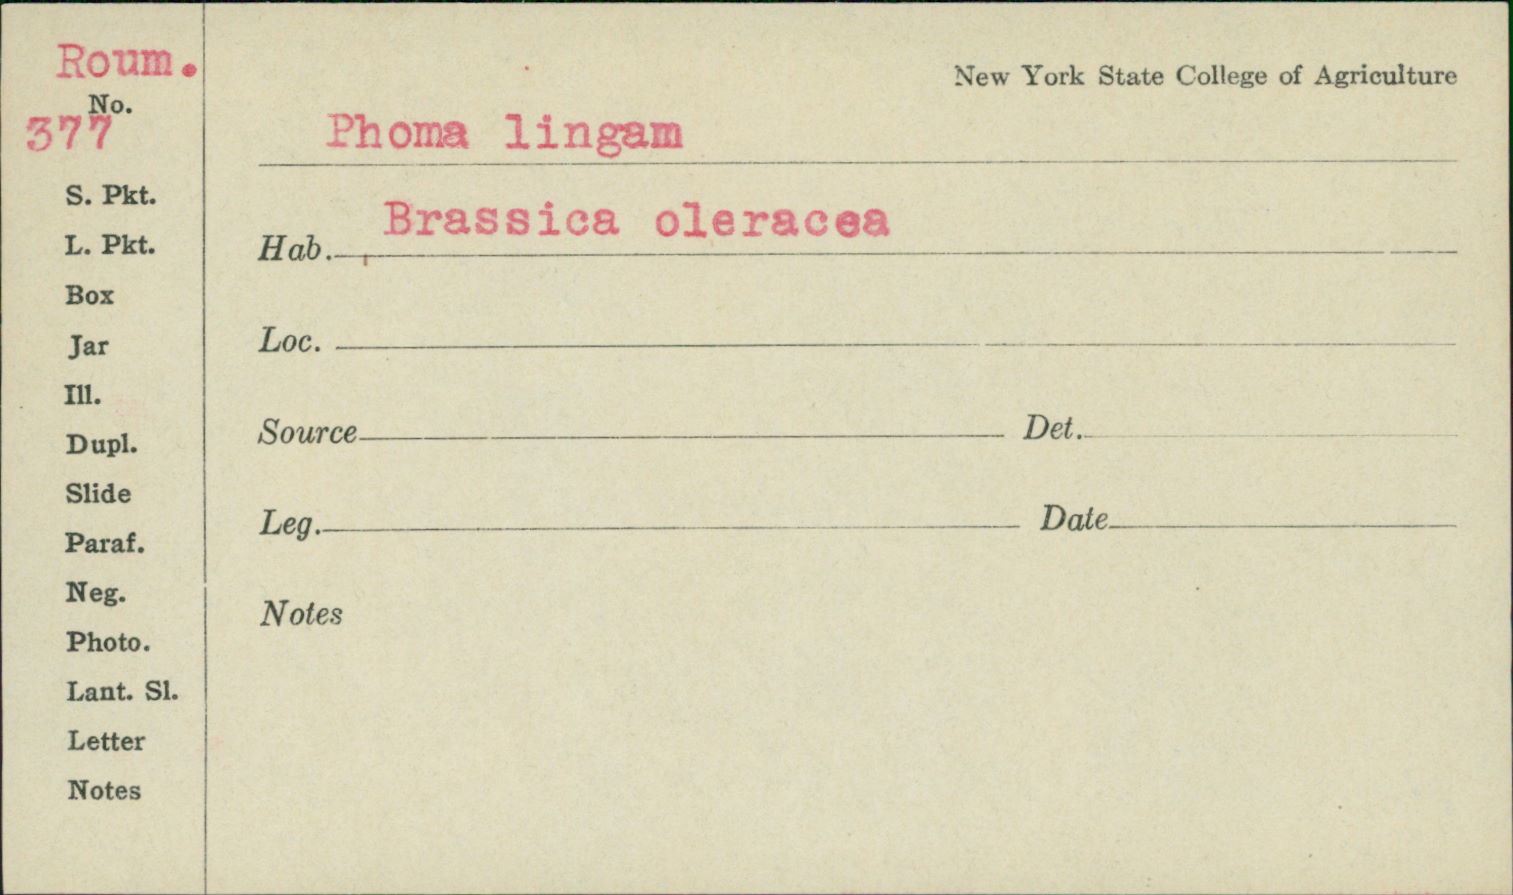 Roum.
No.
377
S. Pkt.
L. Pkt.
Box
Jar
Ill.
Dupl.
Slide
Paraf.
Neg.
Photo.
Lant. Sl.
Letter
Notes
New York State College of Agriculture
Phoma lingam
Hab. Brassica oleracea
Loc.
Source Det.
Leg. Date
Notes